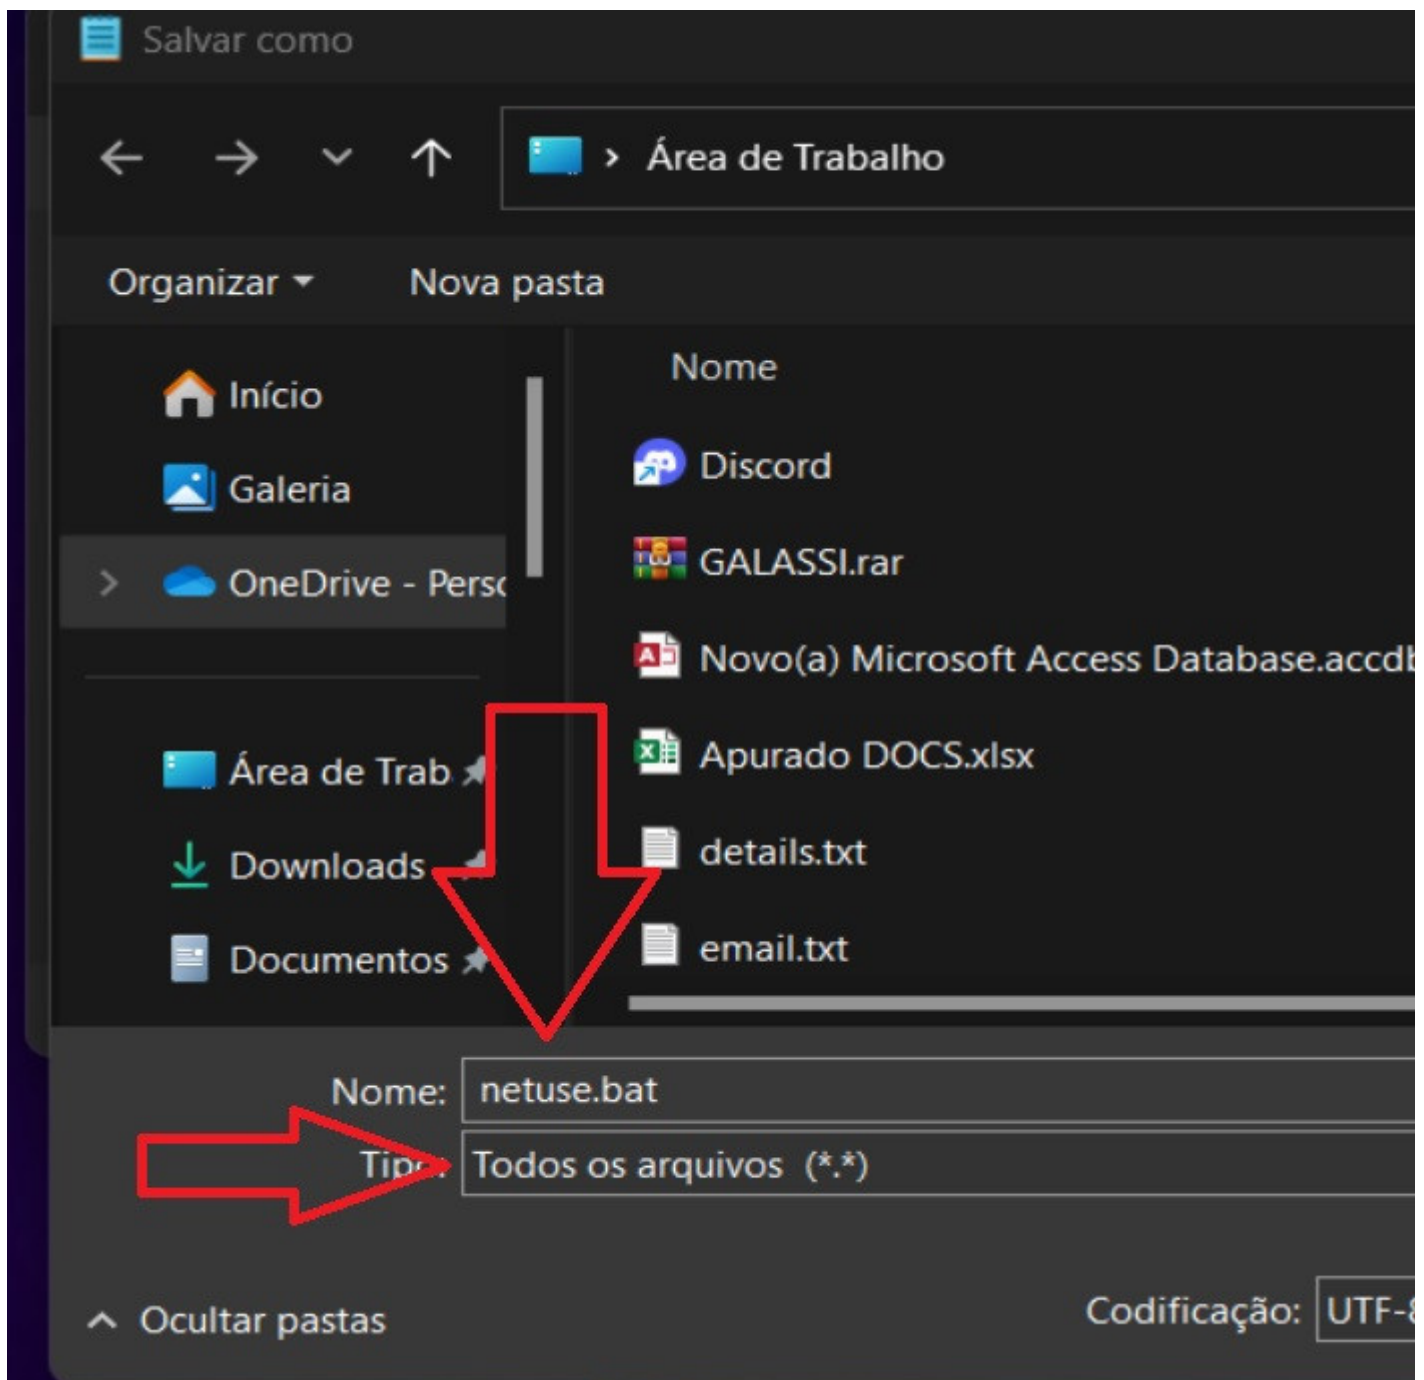 Salvar como
Área de Trabalho
Organizar
Nova pasta
Início
Galeria
OneDrive - Perso
Área de Trab
Downloads
Documentos
Nome
Discord
GALASSI.rar
Novo(a) Microsoft Access Database.accdb
Apurado DOCS.xlsx
details.txt
email.txt
Nome: netuse.bat
Tipo: Todos os arquivos (*.*)
Ocultar pastas
Codificação: UTF-8